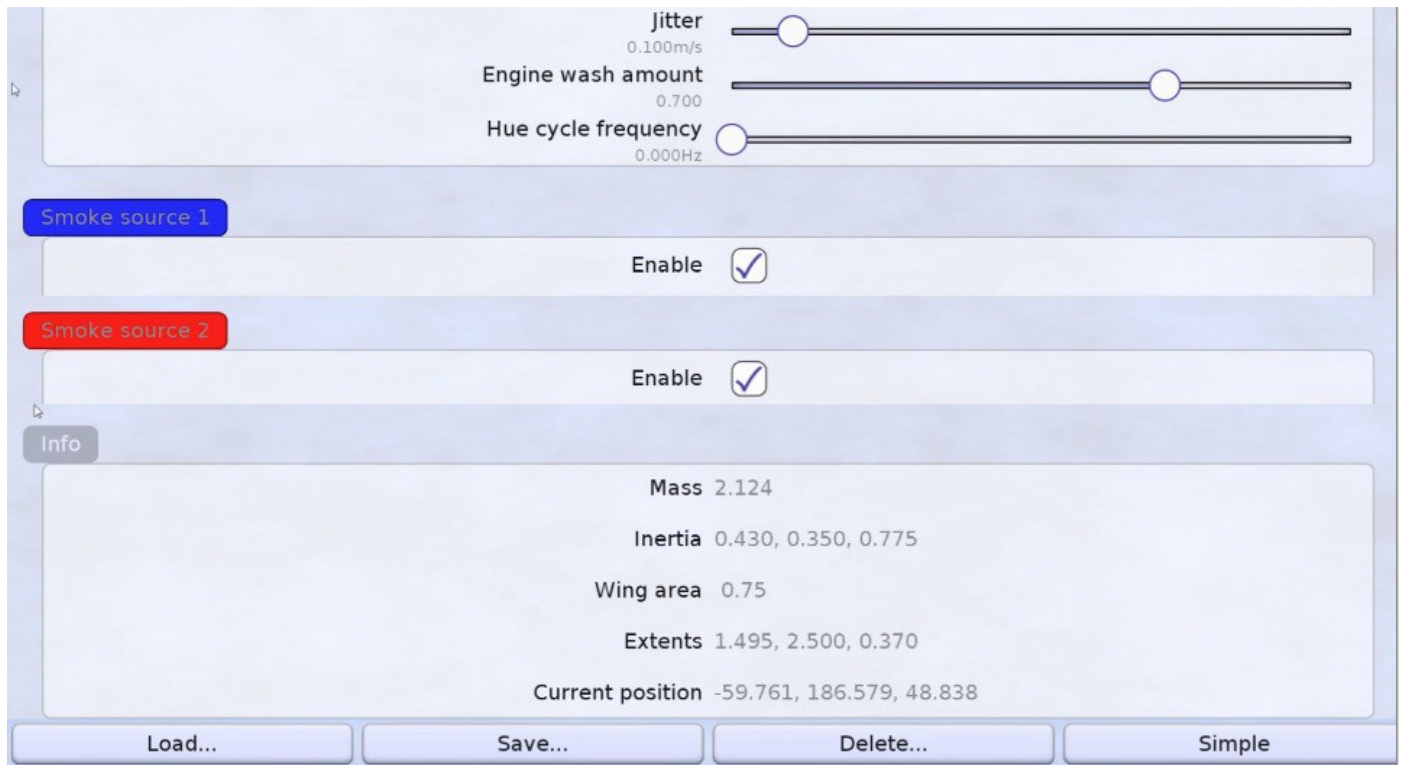 Jitter
0.100m/s
Engine wash amount
0.700
Hue cycle frequency
0.000Hz
Smoke source 1
Enable
Smoke source 2
Enable
Info
Mass 2.124
Inertia 0.430, 0.350, 0.775
Wing area 0.75
Extents 1.495, 2.500, 0.370
Current position -59.761, 186.579, 48.838
Load... Save... Delete... Simple